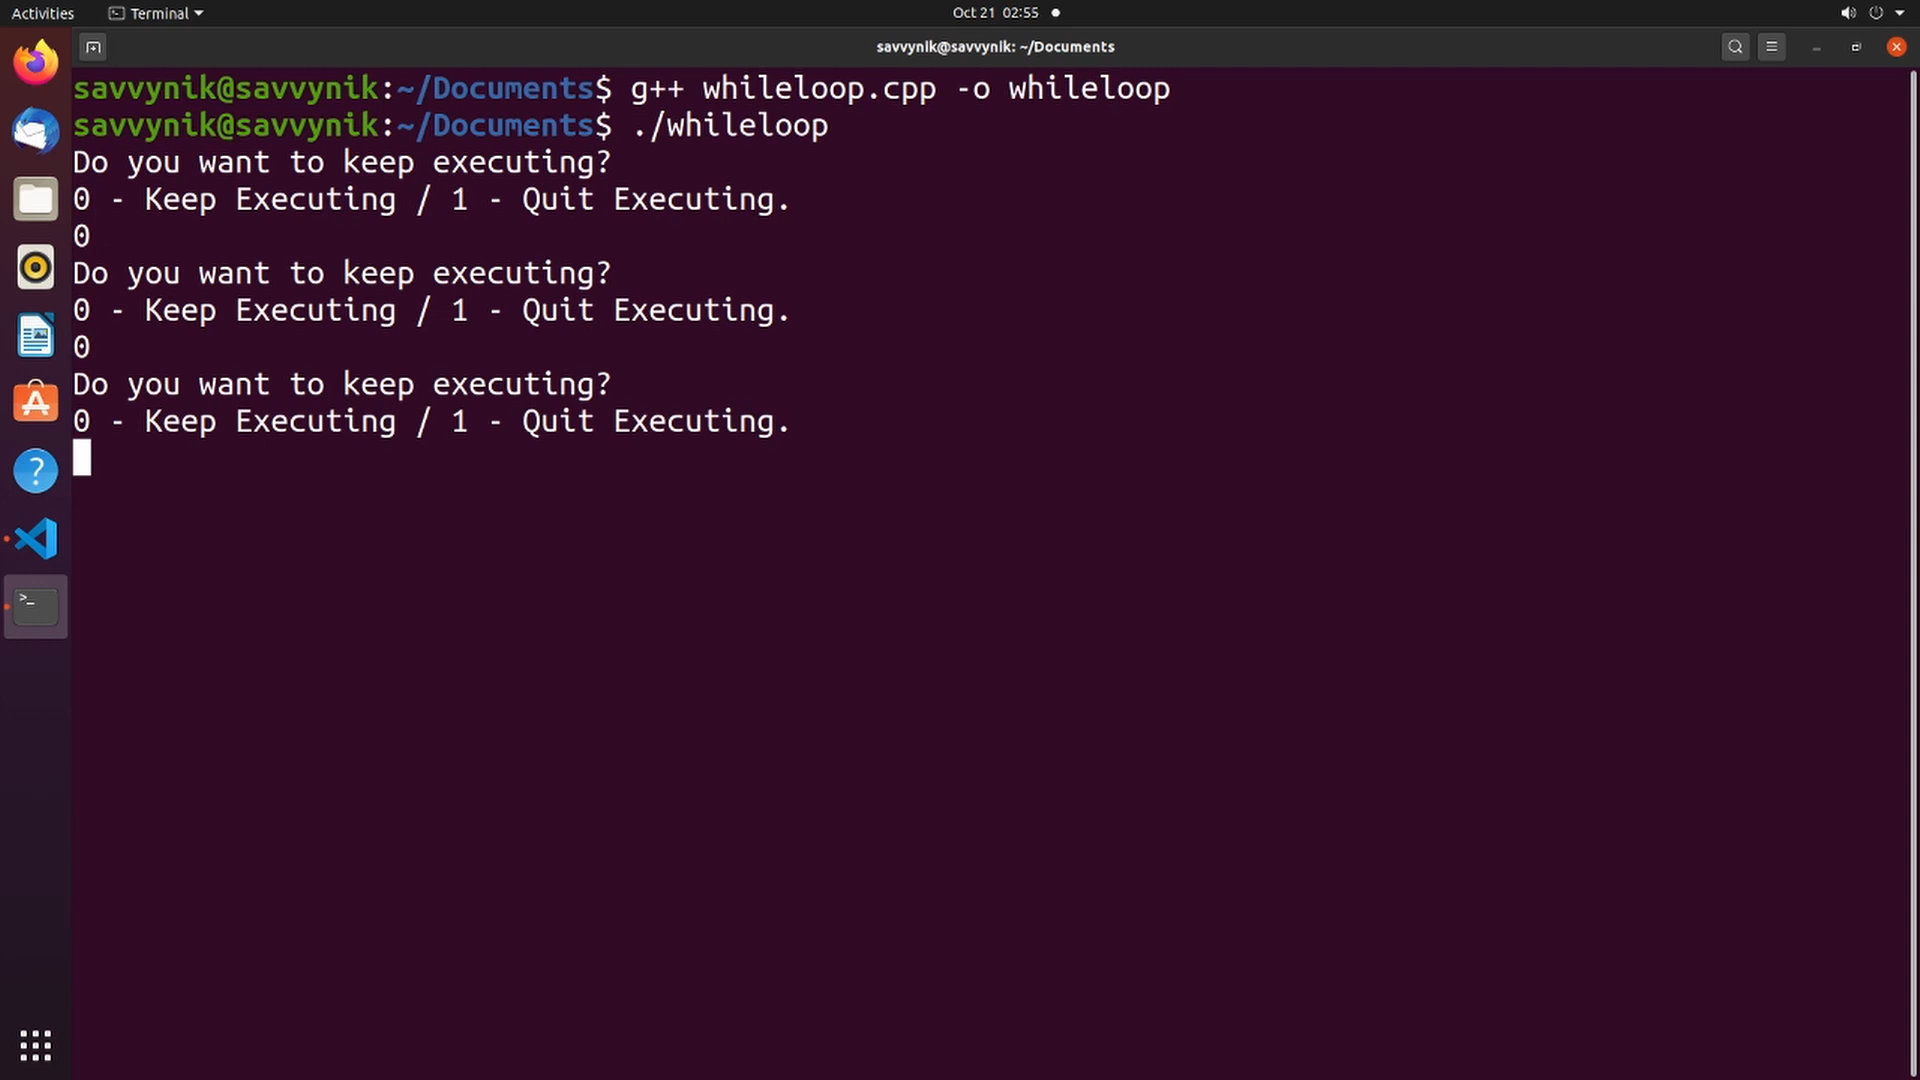 Activities Terminal Oct 21 02:55
savvynik@savvynik: ~/Documents
savvynik@savvynik:~/Documents$ g++ whileloop.cpp -o whileloop
savvynik@savvynik:~/Documents$ ./whileloop
Do you want to keep executing?
0 - Keep Executing / 1 - Quit Executing.
0
Do you want to keep executing?
0 - Keep Executing / 1 - Quit Executing.
0
Do you want to keep executing?
0 - Keep Executing / 1 - Quit Executing.